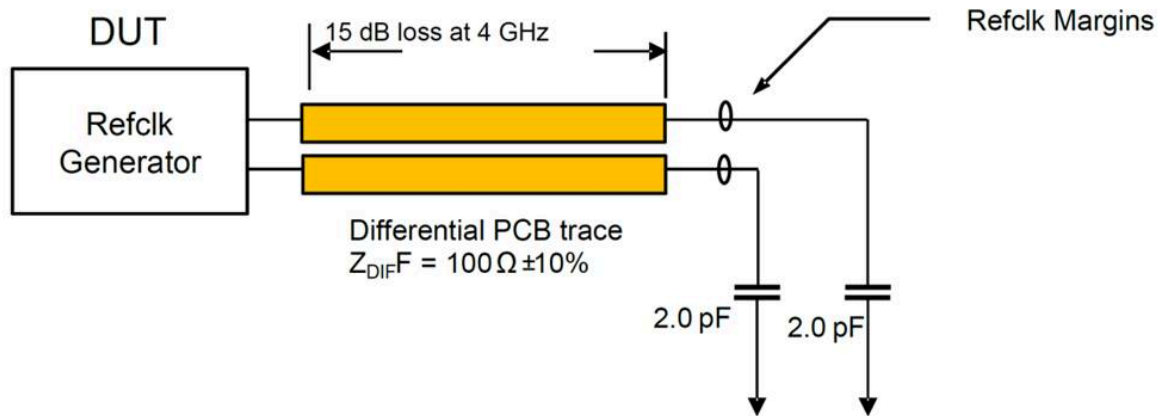 DUT
15 dB loss at 4 GHz
Refclk Margins
Refclk
Generator
Differential PCB trace
Z_DIFF = 100 Ω ±10%
2.0 pF
2.0 pF